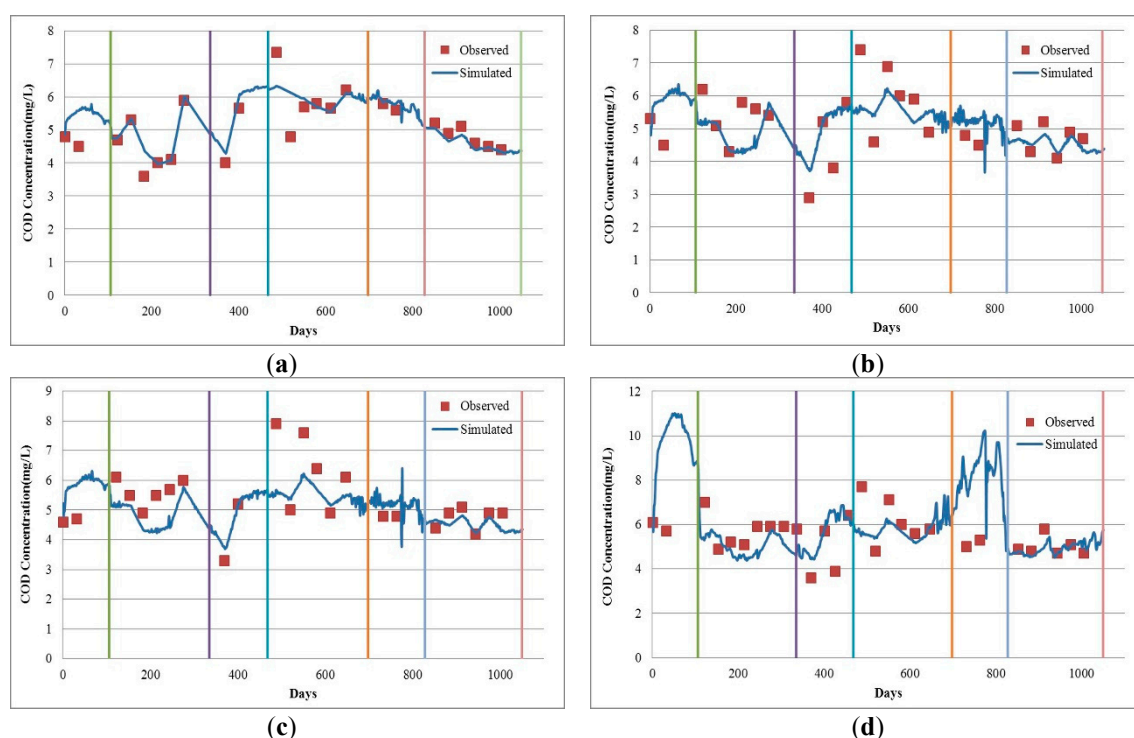 8
7
6
5
4
3
2
1
0
COD Concentration(mg/L)
Observed
Simulated
0 200 400 600 800 1000
Days
(a)
8
7
6
5
4
3
2
1
0
COD Concentration(mg/L)
Observed
Simulated
0 200 400 600 800 1000
Days
(b)
9
8
7
6
5
4
3
2
1
0
COD Concentration(mg/L)
Observed
Simulated
0 200 400 600 800 1000
Days
(c)
12
10
8
6
4
2
0
COD Concentration(mg/L)
Observed
Simulated
0 200 400 600 800 1000
Days
(d)